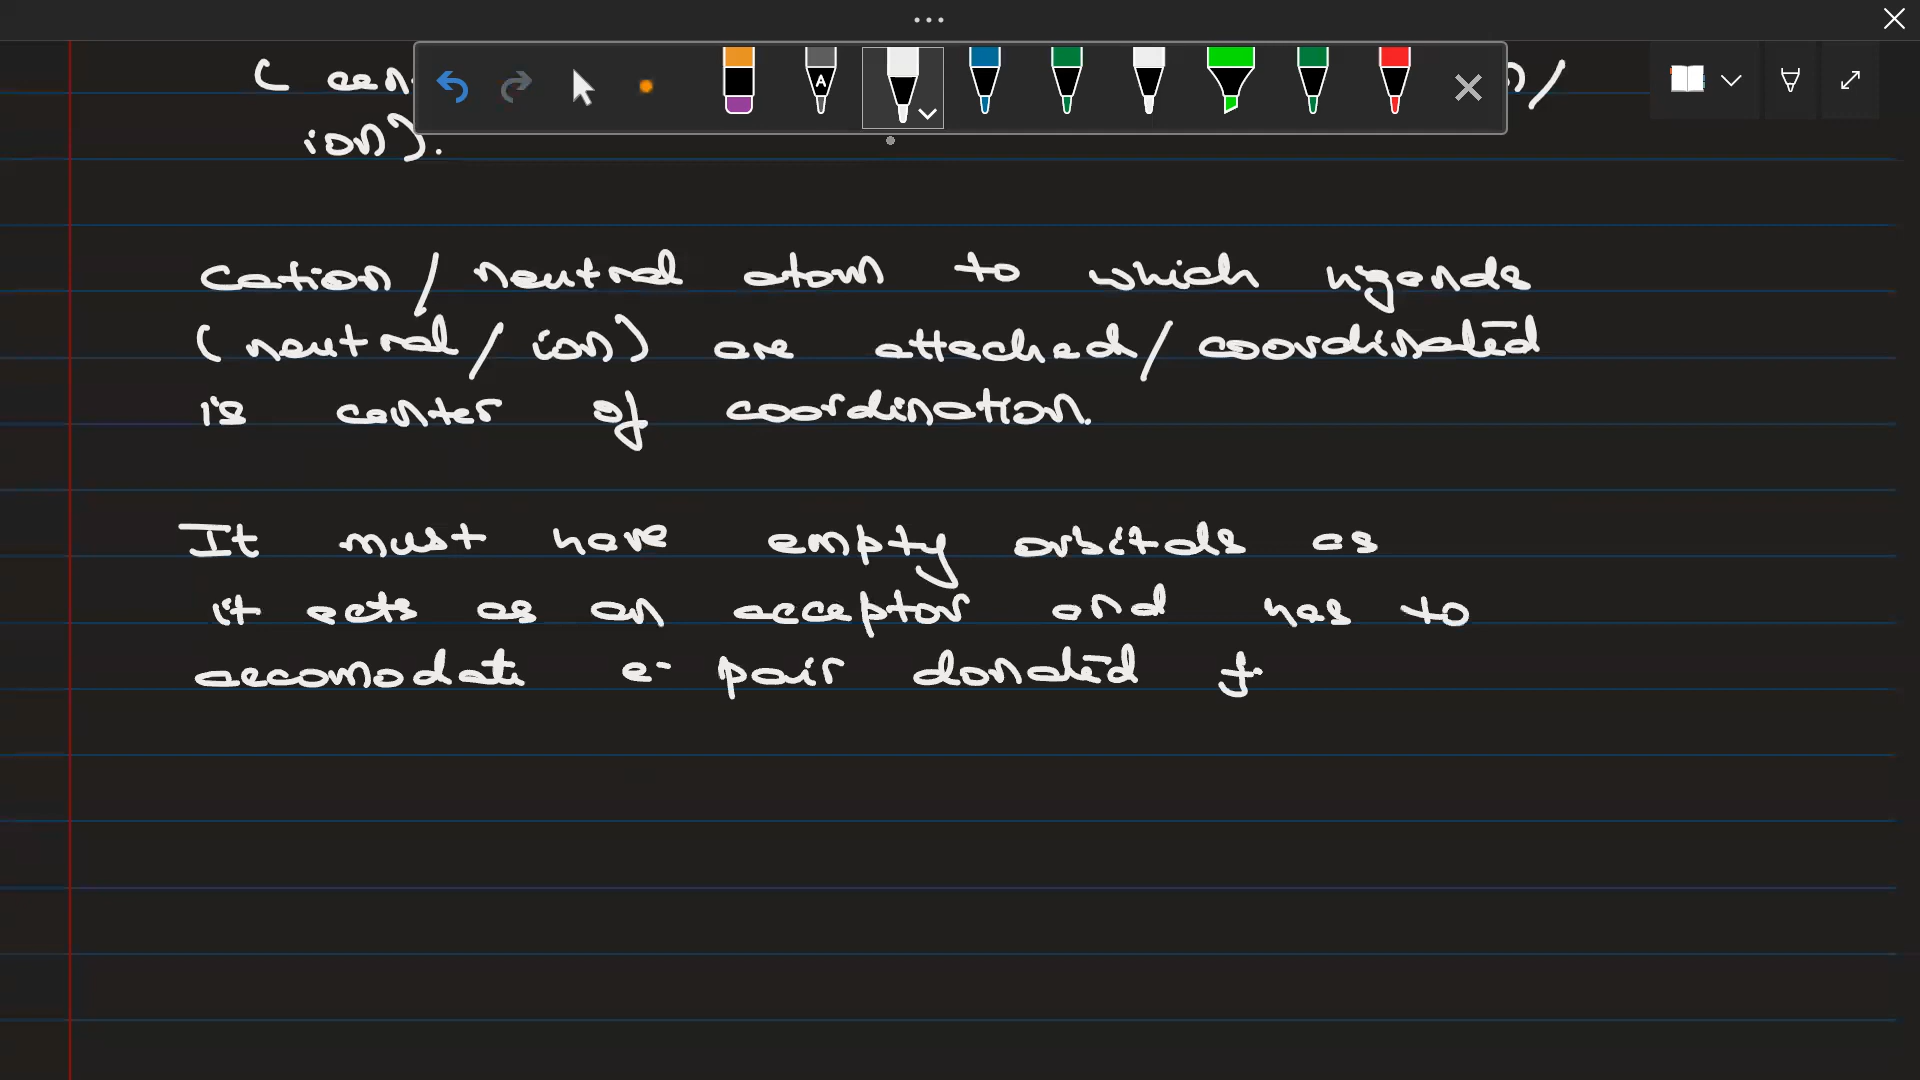 ( cen
ion).
Cation / neutral atom to which ligands
(neutral / ion) are attached / coordinated
is center of coordination.
It must have empty orbitals as
it acts as an acceptor and has to
accomodate e- pair donated